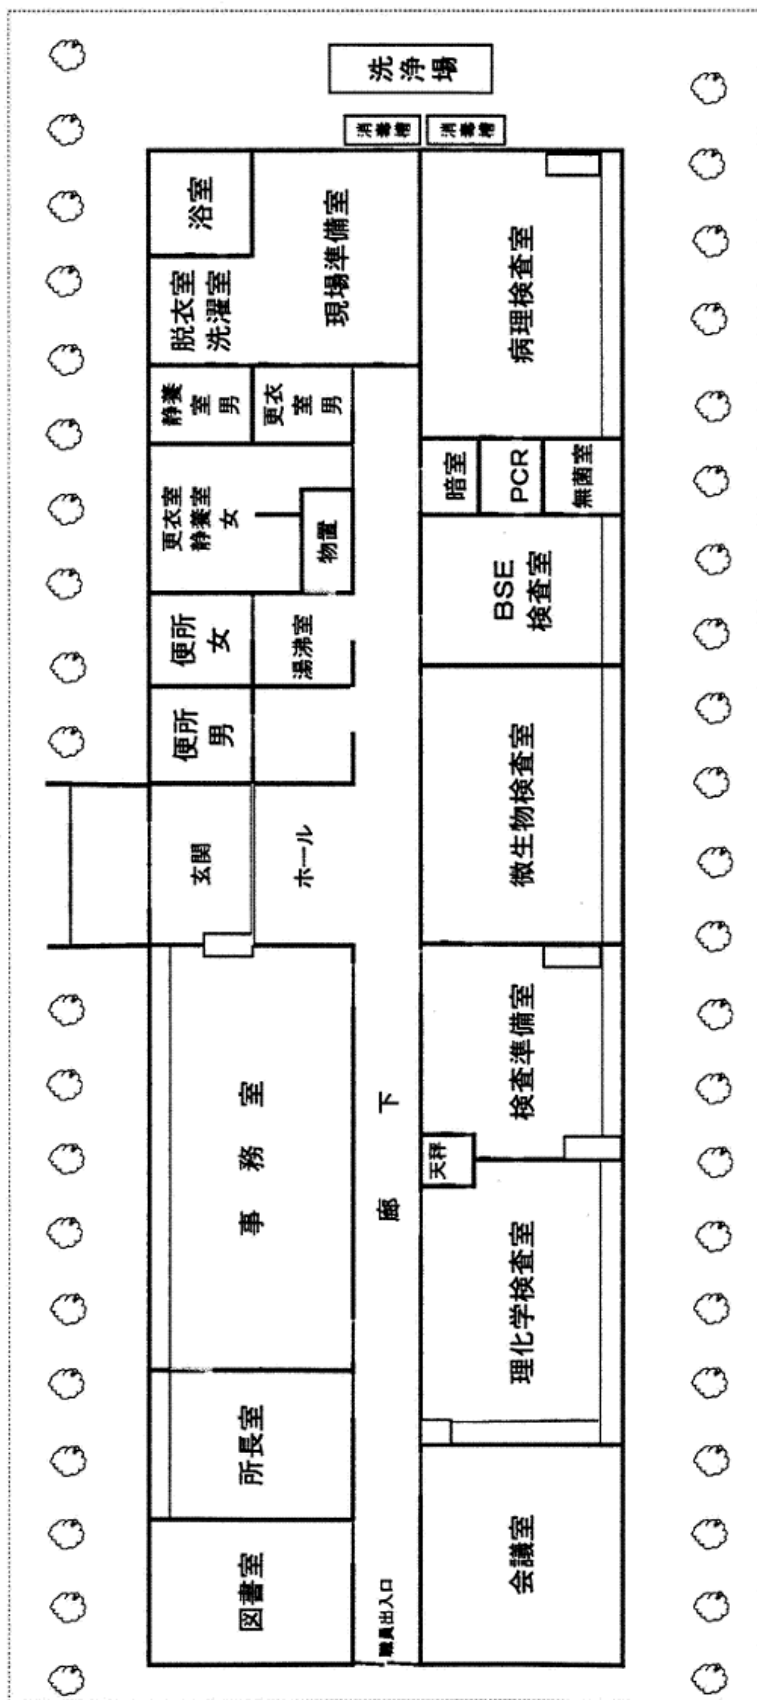 洗浄場
消毒槽
消毒槽
浴室
脱衣室
洗濯室
現場準備室
病理検査室
静養
室
男
更衣
室
男
更衣室
静養室
女
物置
暗室
PCR
無菌室
BSE
検査室
便所
女
湯沸室
便所
男
玄関
ホール
微生物検査室
事務室
廊下
検査準備室
天秤
理化学検査室
所長室
図書室
職員出入口
会議室